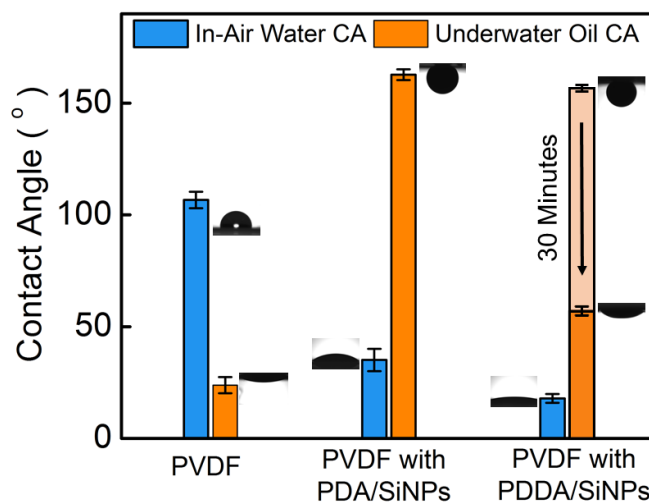 In-Air Water CA
Underwater Oil CA
Contact Angle ( ° )
150
100
50
0
30 Minutes
PVDF
PVDF with
PDA/SiNPs
PVDF with
PDDA/SiNPs